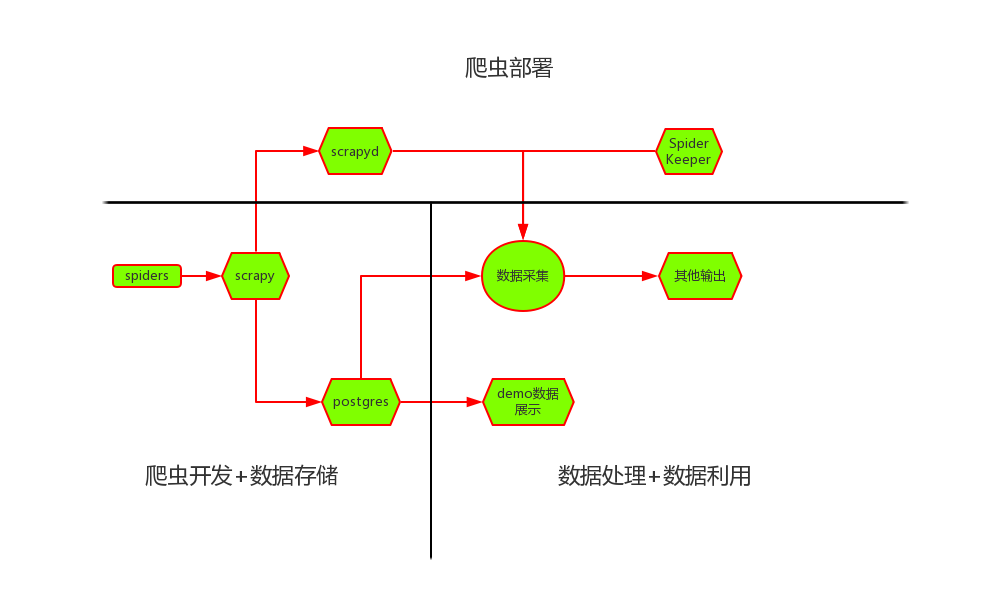 爬虫部署
scrapyd
Spider
Keeper
spiders
scrapy
数据采集
其他输出
postgres
demo数据
展示
爬虫开发+数据存储
数据处理+数据利用